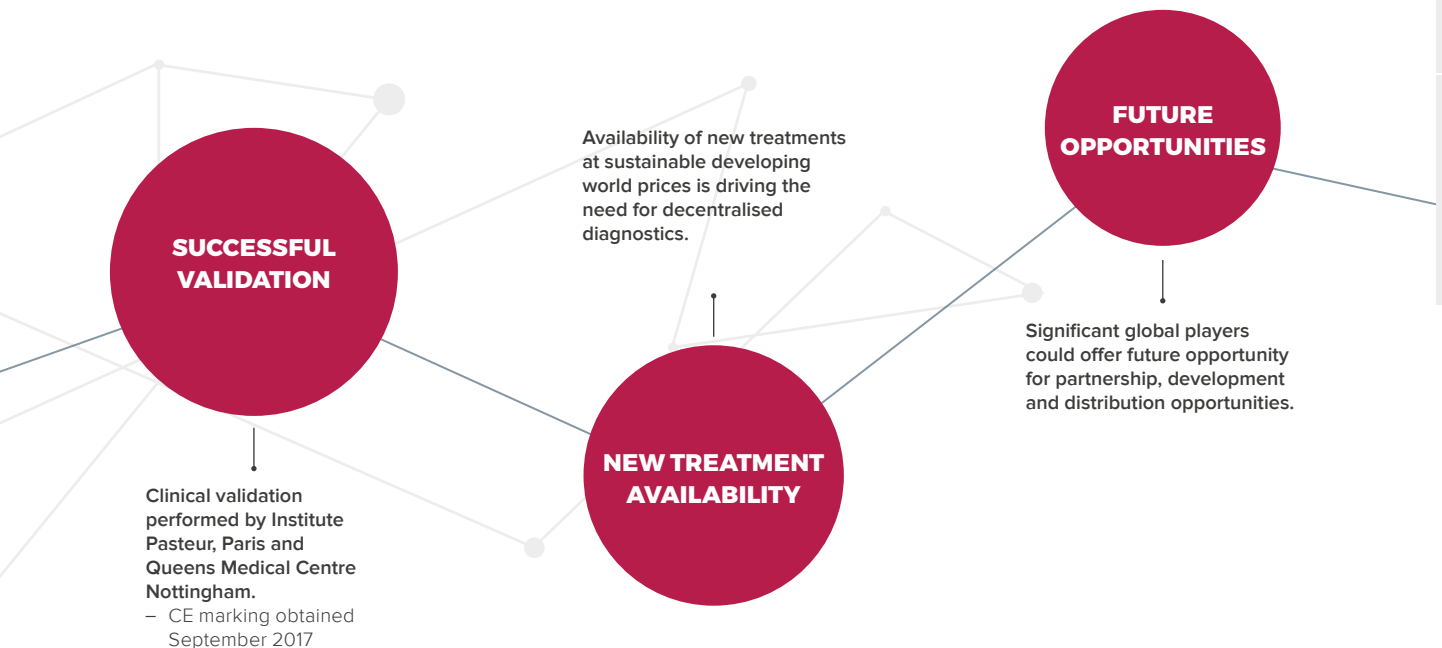 SUCCESSFUL
VALIDATION
Clinical validation
performed by Institute
Pasteur, Paris and
Queens Medical Centre
Nottingham.
– CE marking obtained
September 2017
Availability of new treatments
at sustainable developing
world prices is driving the
need for decentralised
diagnostics.
NEW TREATMENT
AVAILABILITY
FUTURE
OPPORTUNITIES
Significant global players
could offer future opportunity
for partnership, development
and distribution opportunities.